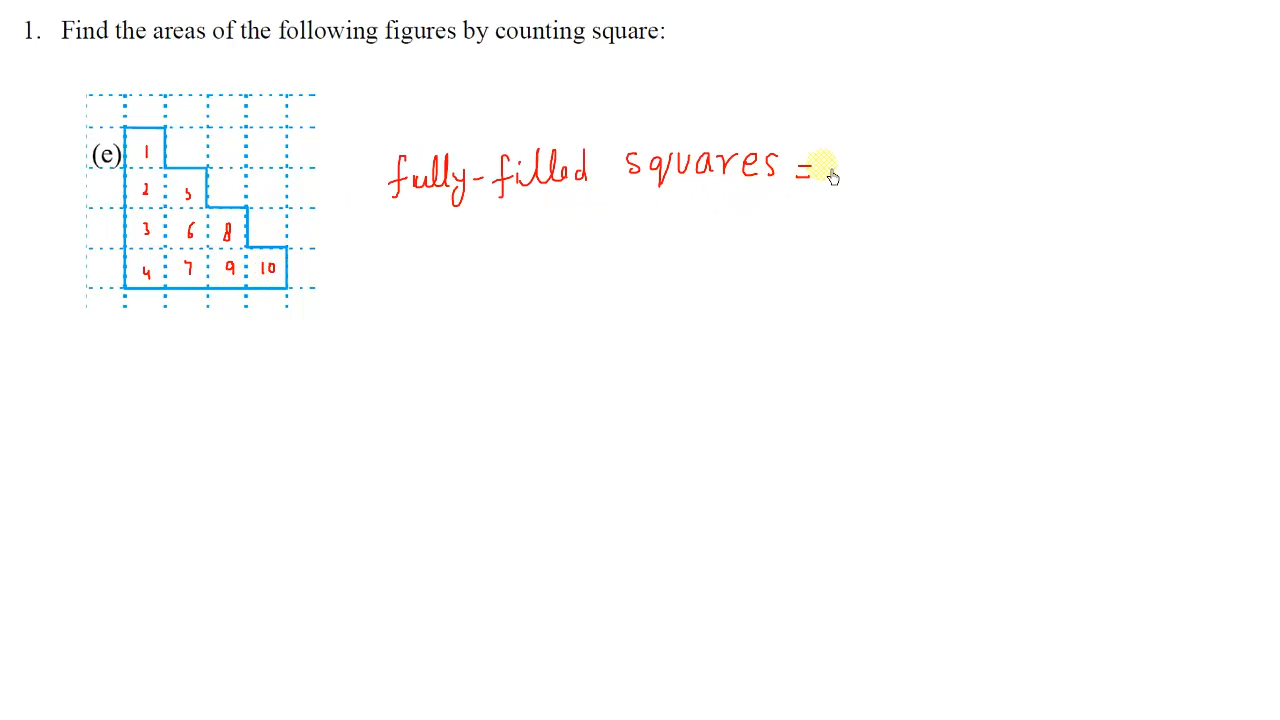 1. Find the areas of the following figures by counting square:
(e) 1
fully-filled squares =
2 5
3 6 8
4 7 9 10